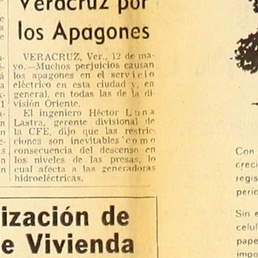 Veracruz por
los Apagones
VERACRUZ, Ver., 12 de ma-
yo.—Muchos perjuicios causan
los apagones en el servicio
eléctrico en esta ciudad y, en
general, en todas las de la di-
visión Oriente.
El ingeniero Héctor Luna
Lastra, gerente divisional de
la CFE, dijo que las restric-
ciones son inevitables como
consecuencia del descenso en
los niveles de las presas, lo
cual afecta a las generadoras
hidroeléctricas.
ización de
e Vivienda
Con
creci
regis
perio
Sin e
celul
pape
impo